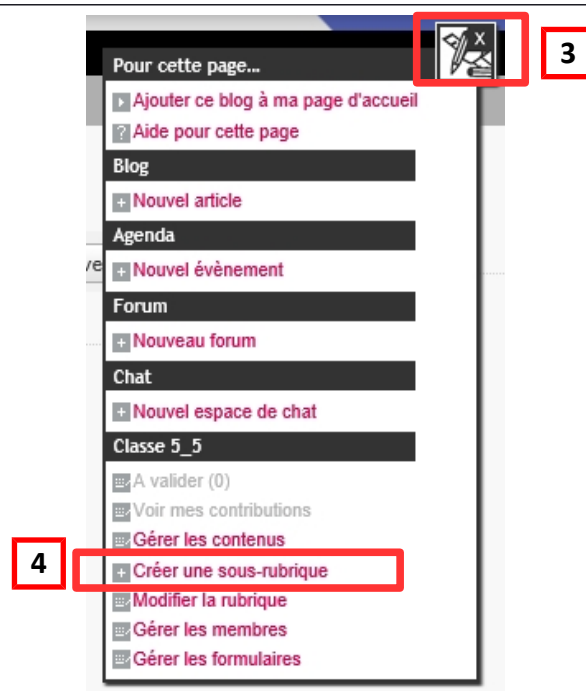 x
3
Pour cette page...
Ajouter ce blog à ma page d'accueil
? Aide pour cette page
Blog
+ Nouvel article
Agenda
ve
+ Nouvel évènement
Forum
+ Nouveau forum
Chat
+ Nouvel espace de chat
Classe 5_5
A valider (0)
Voir mes contributions
Gérer les contenus
4
+ Créer une sous-rubrique
Modifier la rubrique
Gérer les membres
Gérer les formulaires